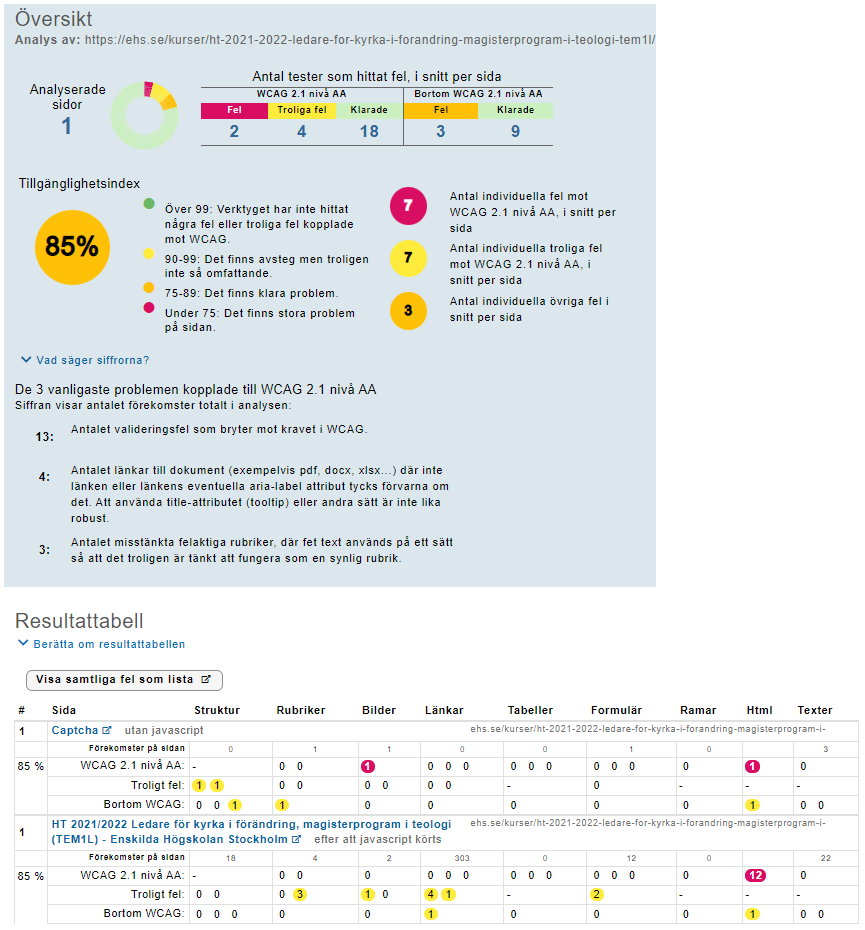 Översikt
Analys av: https://ehs.se/kurser/ht-2021-2022-ledare-for-kyrka-i-forandring-magisterprogram-i-teologi-tem1l/
Analyserade
sidor
1
Antal tester som hittat fel, i snitt per sida
WCAG 2.1 nivå AA Bortom WCAG 2.1 nivå AA
Fel Troliga fel Klarade Fel Klarade
2 4 18 3 9
Tillgänglighetsindex
85%
Över 99: Verktyget har inte hittat
några fel eller troliga fel kopplade
mot WCAG.
90-99: Det finns avsteg men troligen
inte så omfattande.
75-89: Det finns klara problem.
Under 75: Det finns stora problem
på sidan.
7
Antal individuella fel mot
WCAG 2.1 nivå AA, i snitt per
sida
7
Antal individuella troliga fel
mot WCAG 2.1 nivå AA, i
snitt per sida
3
Antal individuella övriga fel i
snitt per sida
Vad säger siffrorna?
De 3 vanligaste problemen kopplade till WCAG 2.1 nivå AA
Siffran visar antalet förekomster totalt i analysen:
13: Antalet valideringsfel som bryter mot kravet i WCAG.
4: Antalet länkar till dokument (exempelvis pdf, docx, xlsx...) där inte
länken eller länkens eventuella aria-label attribut tycks förvarna om
det. Att använda title-attributet (tooltip) eller andra sätt är inte lika
robust.
3: Antalet misstänkta felaktiga rubriker, där fet text används på ett sätt
så att det troligen är tänkt att fungera som en synlig rubrik.
Resultattabell
Berätta om resultattabellen
Visa samtliga fel som lista
# Sida Struktur Rubriker Bilder Länkar Tabeller Formulär Ramar Html Texter
1 Captcha utan javascript ehs.se/kurser/ht-2021-2022-ledare-for-kyrka-i-forandring-magisterprogram-i-
Förekomster på sidan 0 1 1 0 0 1 0 3
85 % WCAG 2.1 nivå AA: - 0 0 1 0 0 0 0 0 0 0 0 0 0 1 0
Troligt fel: 1 1 0 0 0 0 0 0 - 0 - - -
Bortom WCAG: 0 0 1 1 0 0 0 0 0 1 0 0
1 HT 2021/2022 Ledare för kyrka i förändring, magisterprogram i teologi ehs.se/kurser/ht-2021-2022-ledare-for-kyrka-i-forandring-magisterprogram-i-
(TEM1L) - Enskilda Högskolan Stockholm efter att javascript körts
Förekomster på sidan 18 4 2 303 0 12 0 22
85 % WCAG 2.1 nivå AA: - 0 0 0 0 0 0 0 0 0 0 0 0 0 12 0
Troligt fel: 0 0 0 3 1 0 4 1 - 2 - - -
Bortom WCAG: 0 0 0 0 0 1 0 0 0 1 0 0